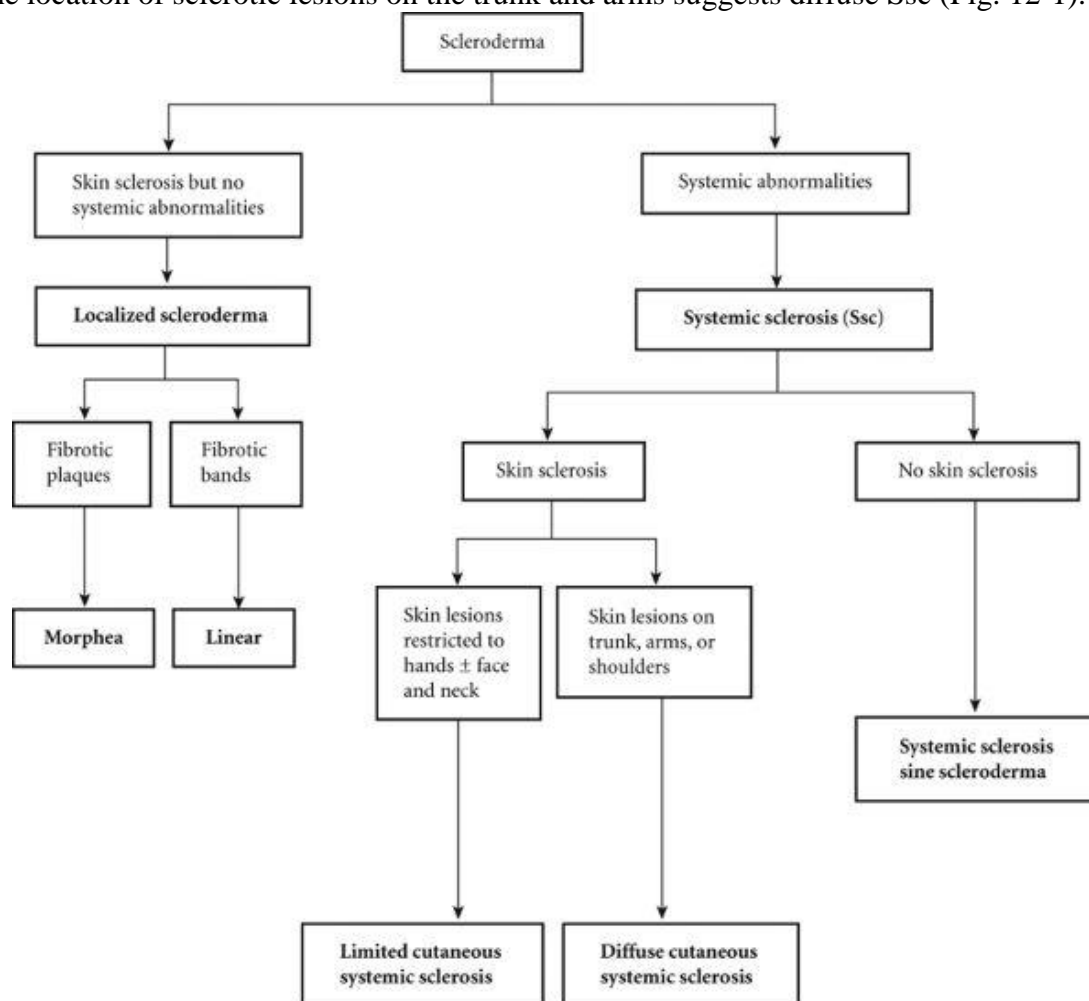 he location of sclerotic lesions on the trunk and arms suggests diffuse Ssc (Fig. 12-1).
Scleroderma
Skin sclerosis but no
systemic abnormalities
Systemic abnormalities
Localized scleroderma
Systemic sclerosis (Ssc)
Fibrotic
plaques
Fibrotic
bands
Skin sclerosis
No skin sclerosis
Morphea
Linear
Skin lesions
restricted to
hands ± face
and neck
Skin lesions on
trunk, arms, or
shoulders
Systemic sclerosis
sine scleroderma
Limited cutaneous
systemic sclerosis
Diffuse cutaneous
systemic sclerosis